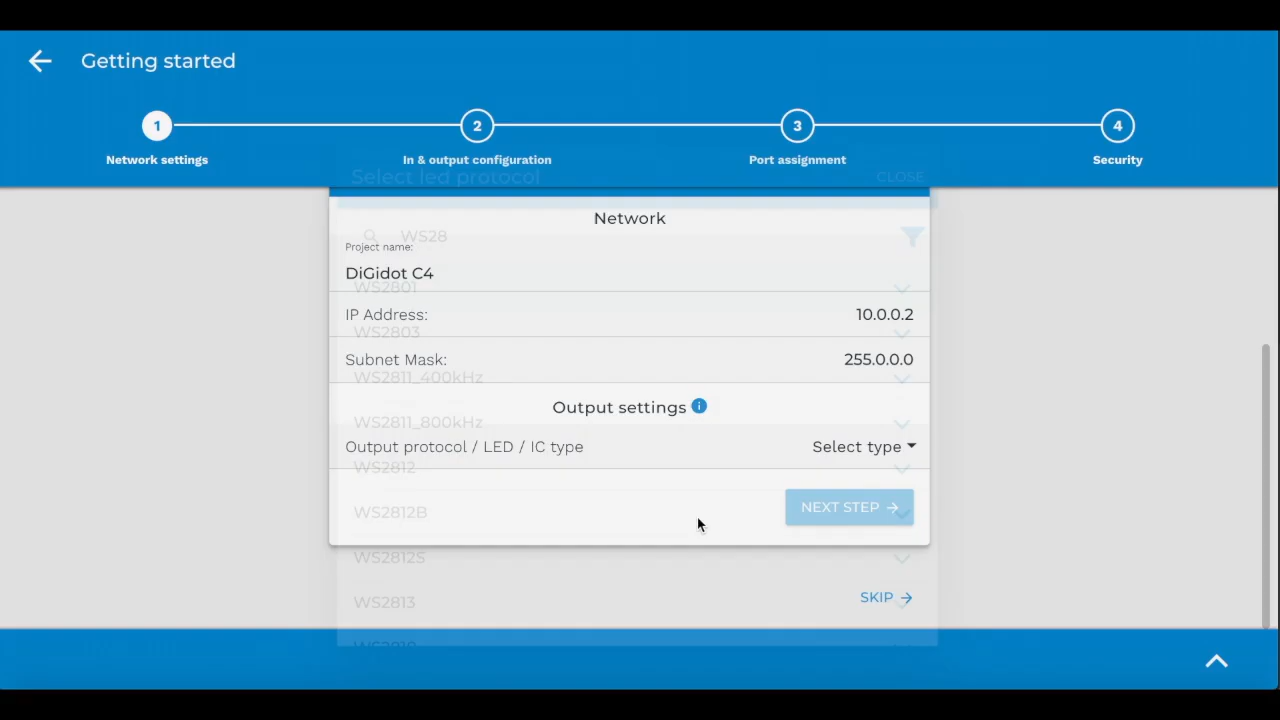 Getting started
1 2 3 4
Network settings In & output configuration Port assignment Security
Select led protocol CLOSE
Network
WS28
Project name:
DiGidot C4
WS2801
IP Address: 10.0.0.2
WS2803
Subnet Mask: 255.0.0.0
WS2811_400kHz
Output settings i
WS2811_800kHz
Output protocol / LED / IC type Select type
WS2812
NEXT STEP
WS2812B
WS2812S
SKIP
WS2813